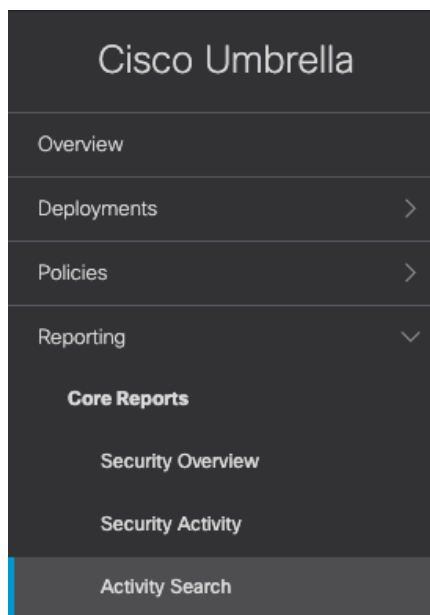 Cisco Umbrella
Overview
Deployments
Policies
Reporting
Core Reports
Security Overview
Security Activity
Activity Search